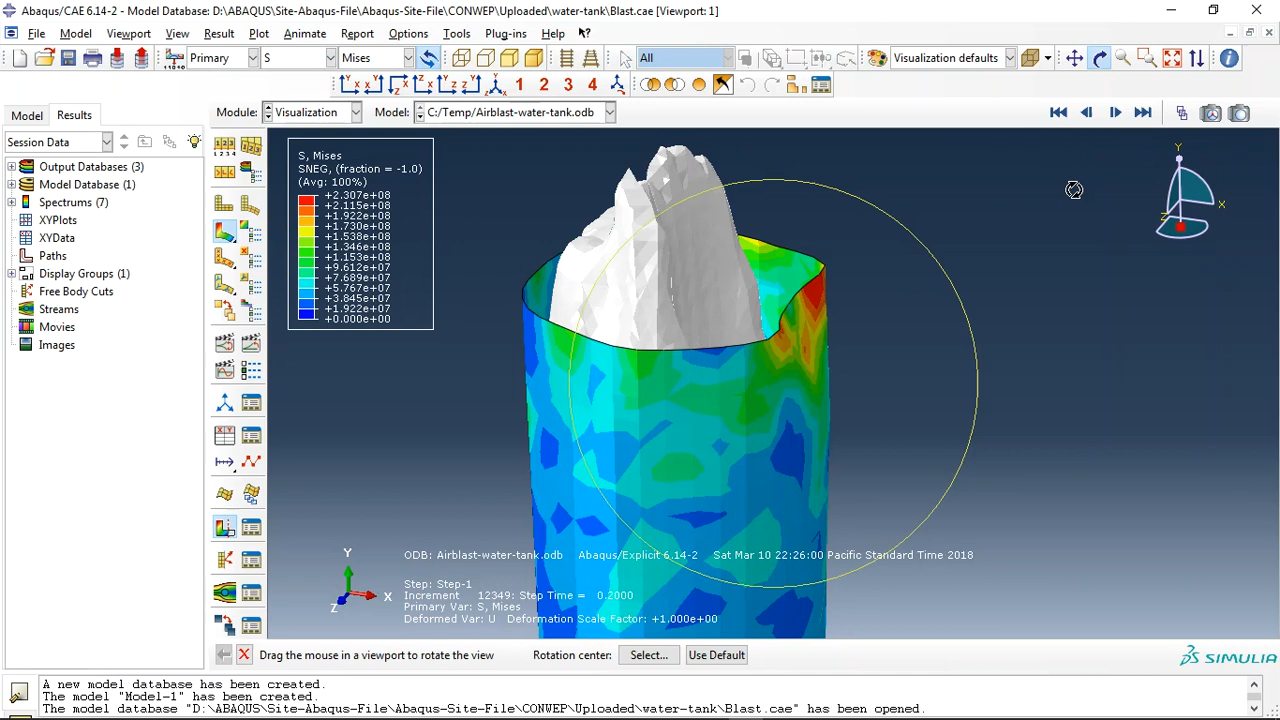 Abaqus/CAE 6.14-2 - Model Database: D:\ABAQUS\Site-Abaqus-File\Abaqus-Site-File\CONWEP\Uploaded\water-tank\Blast.cae [Viewport: 1]
File Model Viewport View Result Plot Animate Report Options Tools Plug-ins Help
Primary S Mises All Visualization defaults
1 2 3 4
Model Results Module: Visualization Model: C:/Temp/Airblast-water-tank.odb
Session Data
Output Databases (3)
Model Database (1)
Spectrums (7)
XYPlots
XYData
Paths
Display Groups (1)
Free Body Cuts
Streams
Movies
Images
S, Mises
SNEG, (fraction = -1.0)
(Avg: 100%)
+2.307e+08
+2.115e+08
+1.922e+08
+1.730e+08
+1.538e+08
+1.346e+08
+1.153e+08
+9.612e+07
+7.689e+07
+5.767e+07
+3.845e+07
+1.922e+07
+0.000e+00
Y
X
Z
ODB: Airblast-water-tank.odb Abaqus/Explicit 6.14-2 Sat Mar 10 22:26:00 Pacific Standard Time 2018
Y
X
Z
Step: Step-1
Increment 12349: Step Time = 0.2000
Primary Var: S, Mises
Deformed Var: U Deformation Scale Factor: +1.000e+00
Drag the mouse in a viewport to rotate the view Rotation center: Select... Use Default
SIMULIA
A new model database has been created.
The model "Model-1" has been created.
The model database "D:\ABAQUS\Site-Abaqus-File\Abaqus-Site-File\CONWEP\Uploaded\water-tank\Blast.cae" has been opened.